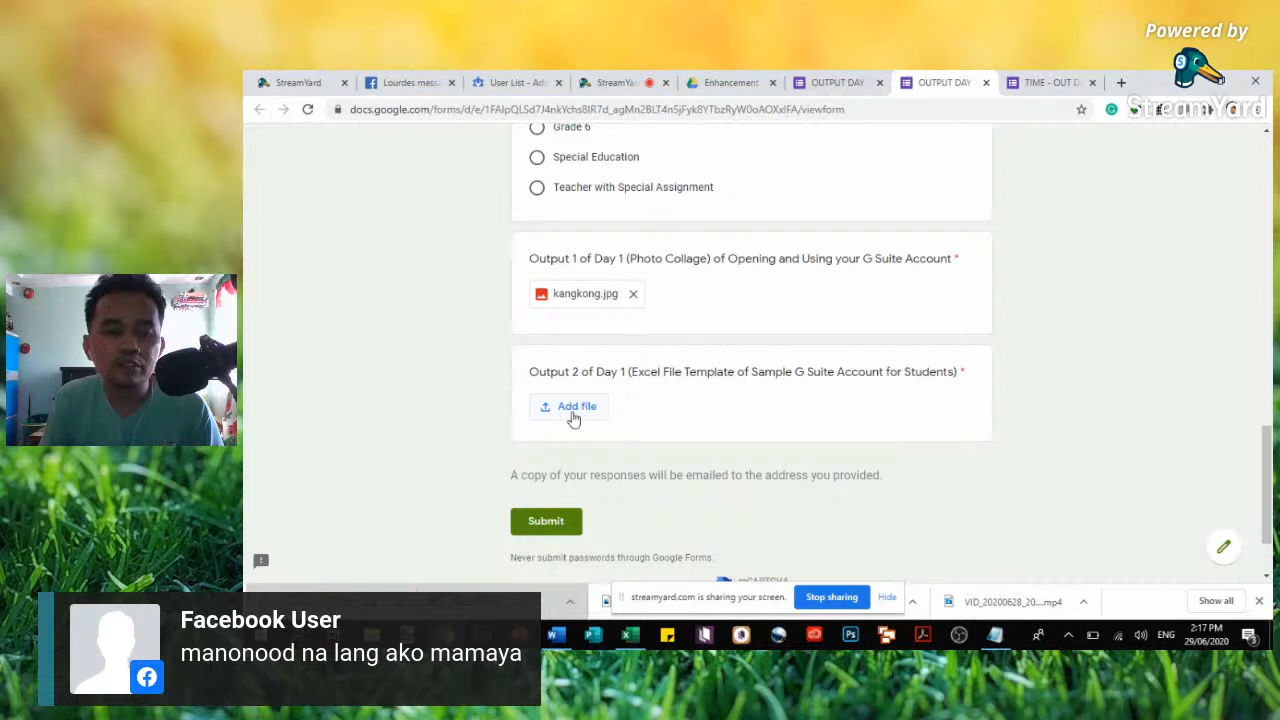 Powered by
StreamYard
StreamYard
Lourdes mess
User List - Ad
StreamYar
Enhancement
OUTPUT DAY
OUTPUT DAY
TIME - OUT D
docs.google.com/forms/d/e/1FAIpQLSd7J4nkYchs8IR7d_agMn2BLT4n5jFyk8YTbzRyW0oAOXxlFA/viewform
Grade 6
Special Education
Teacher with Special Assignment
Output 1 of Day 1 (Photo Collage) of Opening and Using your G Suite Account *
kangkong.jpg
Output 2 of Day 1 (Excel File Template of Sample G Suite Account for Students) *
Add file
A copy of your responses will be emailed to the address you provided.
Submit
Never submit passwords through Google Forms.
reCAPTCHA
streamyard.com is sharing your screen.
Stop sharing
Hide
VID_20200628_20....mp4
Show all
ENG
2:17 PM
29/06/2020
Facebook User
manonood na lang ako mamaya